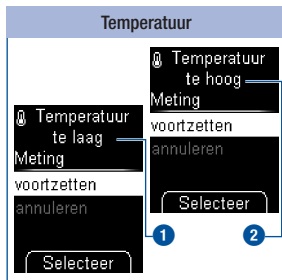 Temperatuur
Temperatuur
te laag
Meting
voortzetten
annuleren
Selecteer
1
Temperatuur
te hoog
Meting
voortzetten
annuleren
Selecteer
2